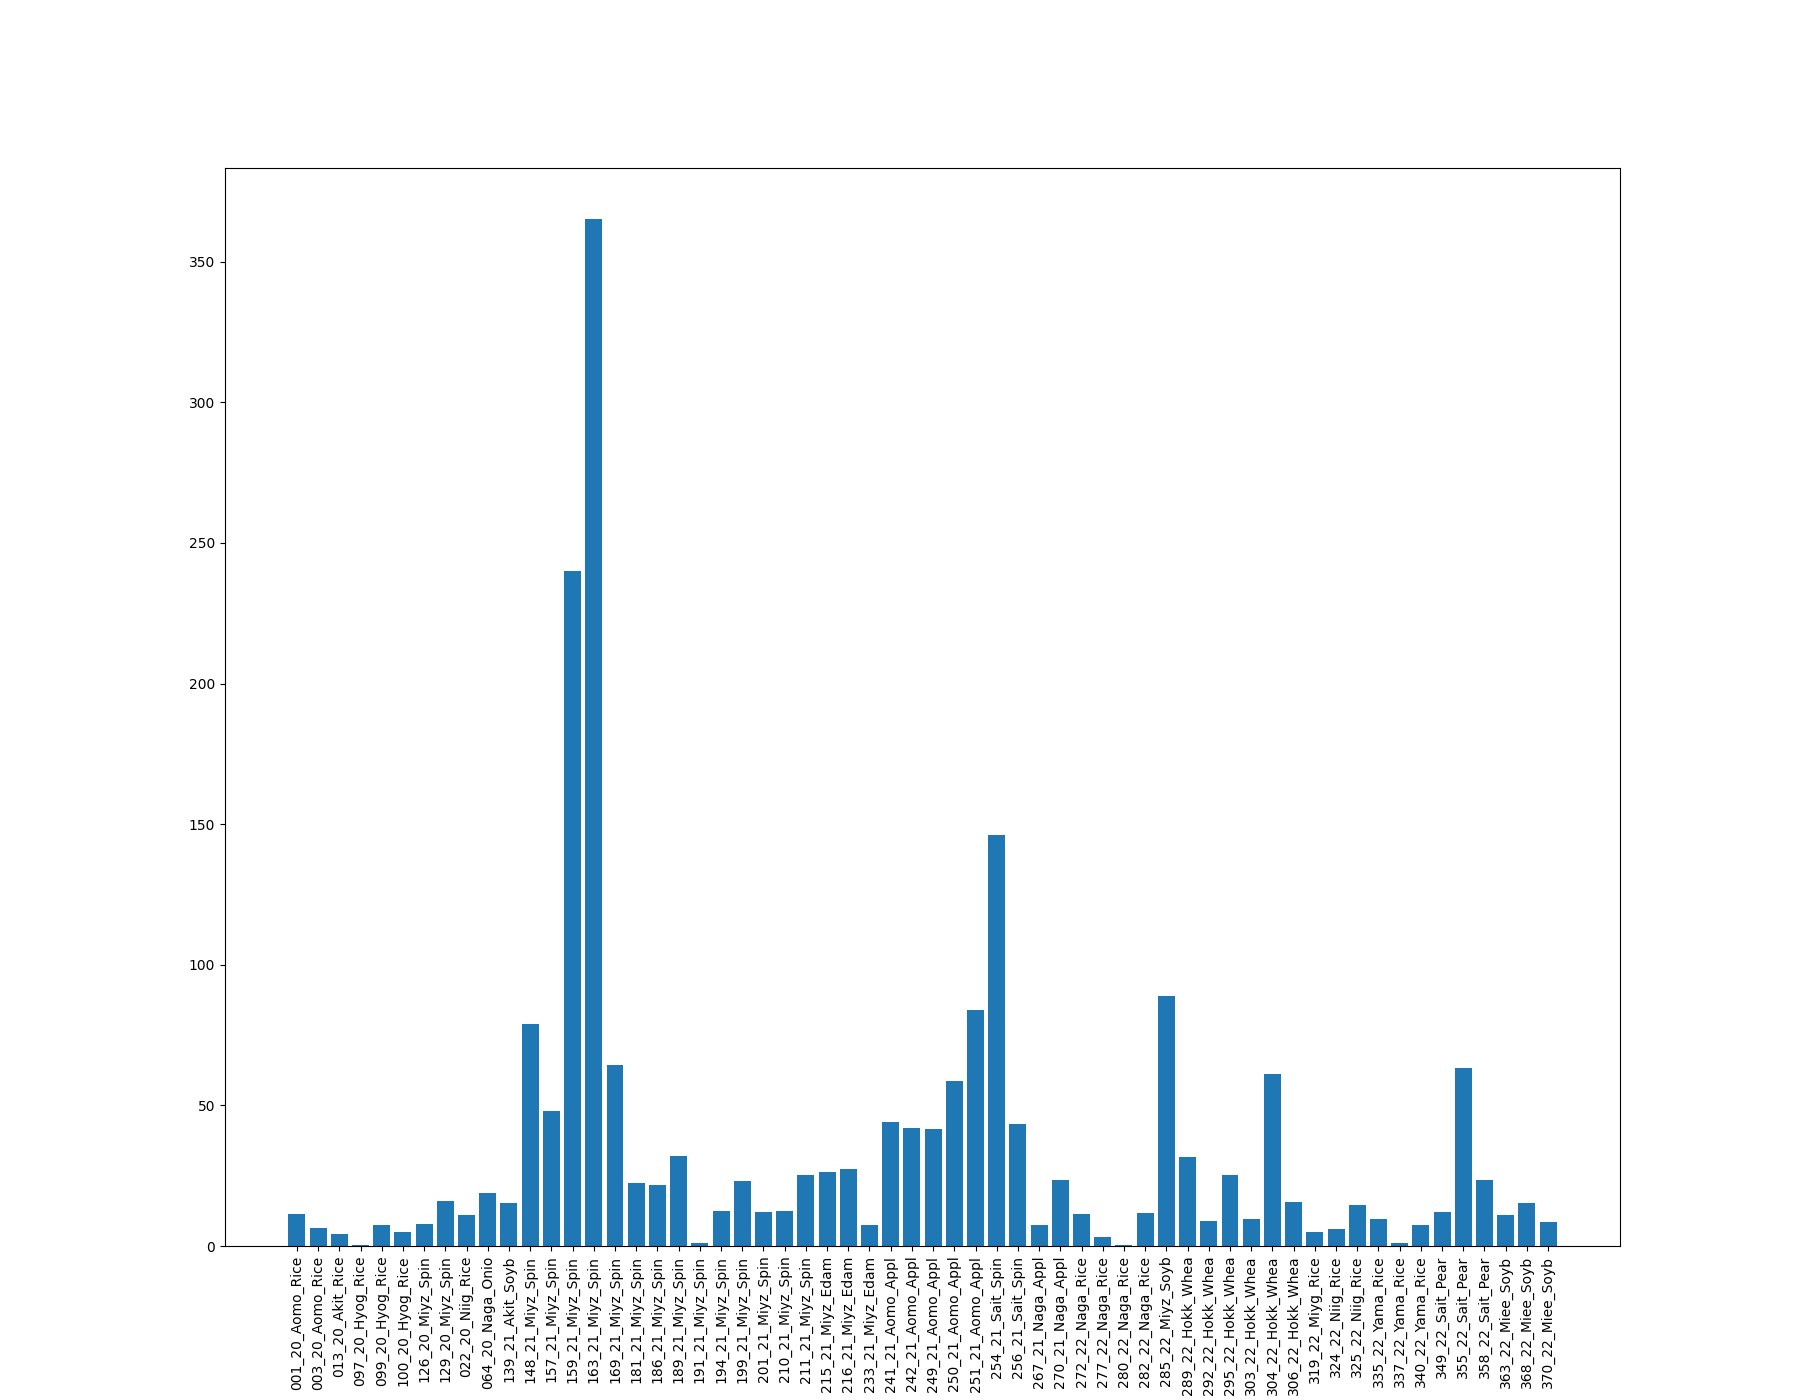 350
300
250
200
150
100
50
0
001_20_Aomo_Rice
003_20_Aomo_Rice
013_20_Akit_Rice
097_20_Hyog_Rice
099_20_Hyog_Rice
100_20_Hyog_Rice
126_20_Miyz_Spin
129_20_Miyz_Spin
022_20_Niig_Rice
064_20_Naga_Onio
139_21_Akit_Soyb
148_21_Miyz_Spin
157_21_Miyz_Spin
159_21_Miyz_Spin
163_21_Miyz_Spin
169_21_Miyz_Spin
181_21_Miyz_Spin
186_21_Miyz_Spin
189_21_Miyz_Spin
191_21_Miyz_Spin
194_21_Miyz_Spin
199_21_Miyz_Spin
201_21_Miyz_Spin
210_21_Miyz_Spin
211_21_Miyz_Spin
215_21_Miyz_Edam
216_21_Miyz_Edam
233_21_Miyz_Edam
241_21_Aomo_Appl
242_21_Aomo_Appl
249_21_Aomo_Appl
250_21_Aomo_Appl
251_21_Aomo_Appl
254_21_Sait_Spin
256_21_Sait_Spin
267_21_Naga_Appl
270_21_Naga_Appl
272_22_Naga_Rice
277_22_Naga_Rice
280_22_Naga_Rice
282_22_Naga_Rice
285_22_Miyz_Soyb
289_22_Hokk_Whea
292_22_Hokk_Whea
295_22_Hokk_Whea
303_22_Hokk_Whea
304_22_Hokk_Whea
306_22_Hokk_Whea
319_22_Miyg_Rice
324_22_Niig_Rice
325_22_Niig_Rice
335_22_Yama_Rice
337_22_Yama_Rice
340_22_Yama_Rice
349_22_Sait_Pear
355_22_Sait_Pear
358_22_Sait_Pear
363_22_Miee_Soyb
368_22_Miee_Soyb
370_22_Miee_Soyb